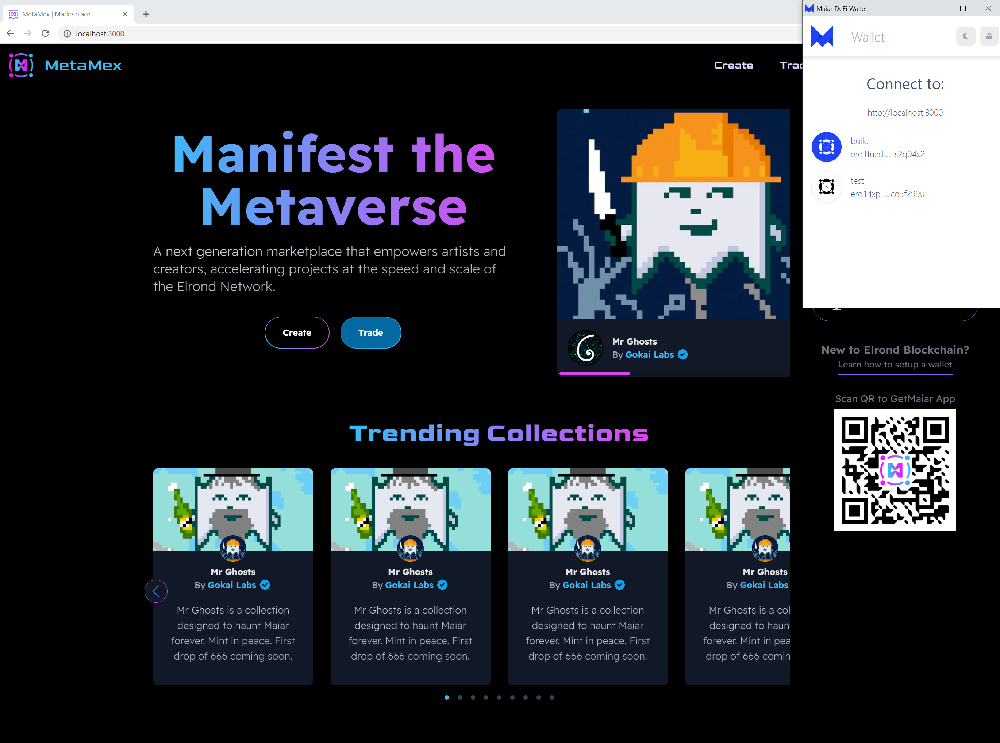 MetaMex | Marketplace
localhost:3000
MetaMex
Create
Manifest the
Metaverse
A next generation marketplace that empowers artists and
creators, accelerating projects at the speed and scale of
the Elrond Network.
Create
Trade
Mr Ghosts
By Gokai Labs
Trending Collections
Mr Ghosts
By Gokai Labs
Mr Ghosts is a collection
designed to haunt Maiar
forever. Mint in peace. First
drop of 666 coming soon.
Mr Ghosts
By Gokai Labs
Mr Ghosts is a collection
designed to haunt Maiar
forever. Mint in peace. First
drop of 666 coming soon.
Mr Ghosts
By Gokai Labs
Mr Ghosts is a collection
designed to haunt Maiar
forever. Mint in peace. First
drop of 666 coming soon.
Mr Ghosts
By Gokai Labs
Mr Ghosts is a col
designed to haun
forever. Mint in pea
drop of 666 comin
Maiar DeFi Wallet
Wallet
Connect to:
http://localhost:3000
build
erd1fuzd... s2g04x2
test
erd14xp ...cq3f299u
New to Elrond Blockchain?
Learn how to setup a wallet
Scan QR to GetMaiar App